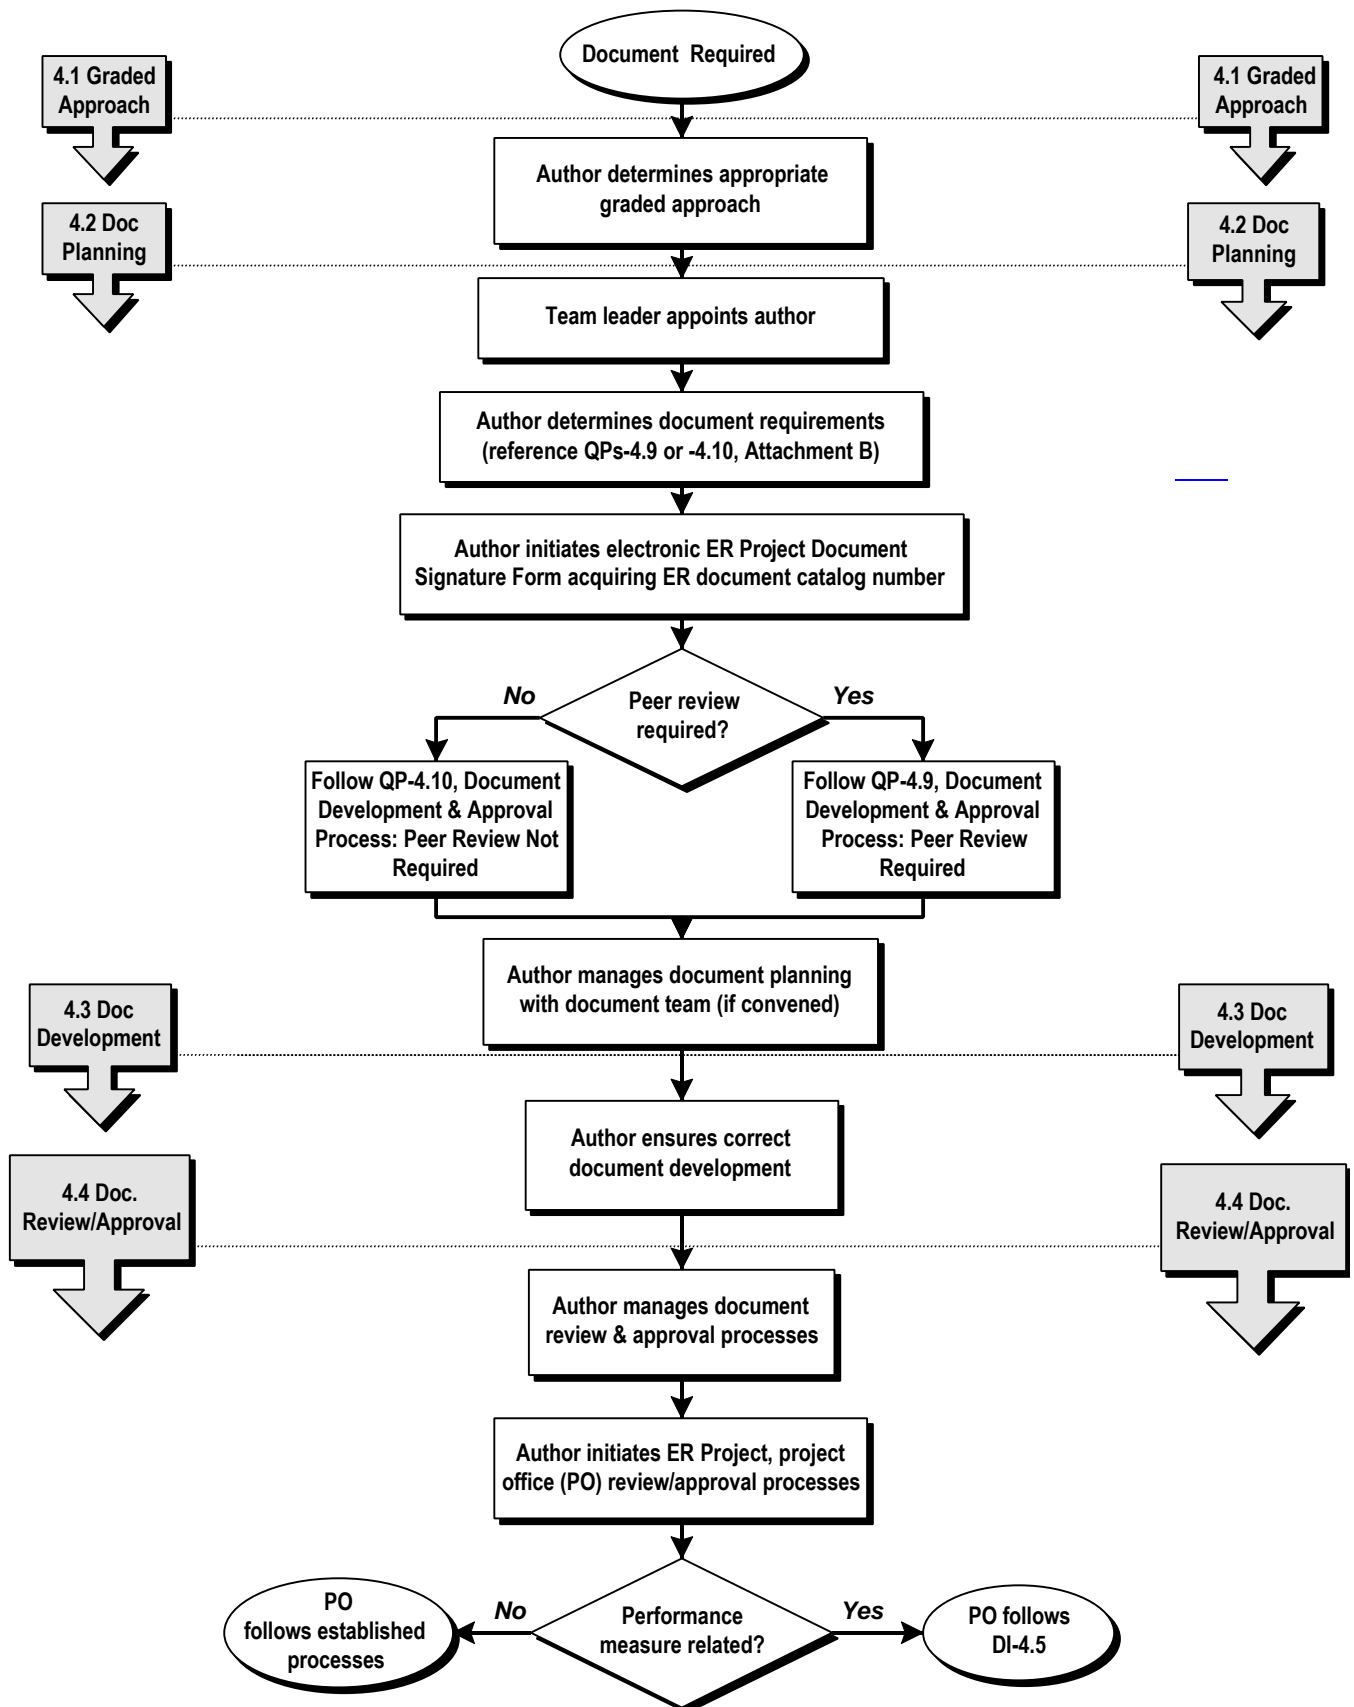 Document Required
4.1 Graded
Approach
4.1 Graded
Approach
Author determines appropriate
graded approach
4.2 Doc
Planning
4.2 Doc
Planning
Team leader appoints author
Author determines document requirements
(reference QPs-4.9 or -4.10, Attachment B)
Author initiates electronic ER Project Document
Signature Form acquiring ER document catalog number
No
Yes
Peer review
required?
Follow QP-4.10, Document
Development & Approval
Process: Peer Review Not
Required
Follow QP-4.9, Document
Development & Approval
Process: Peer Review
Required
Author manages document planning
with document team (if convened)
4.3 Doc
Development
4.3 Doc
Development
Author ensures correct
document development
4.4 Doc.
Review/Approval
4.4 Doc.
Review/Approval
Author manages document
review & approval processes
Author initiates ER Project, project
office (PO) review/approval processes
PO
follows established
processes
No
Performance
measure related?
Yes
PO follows
DI-4.5